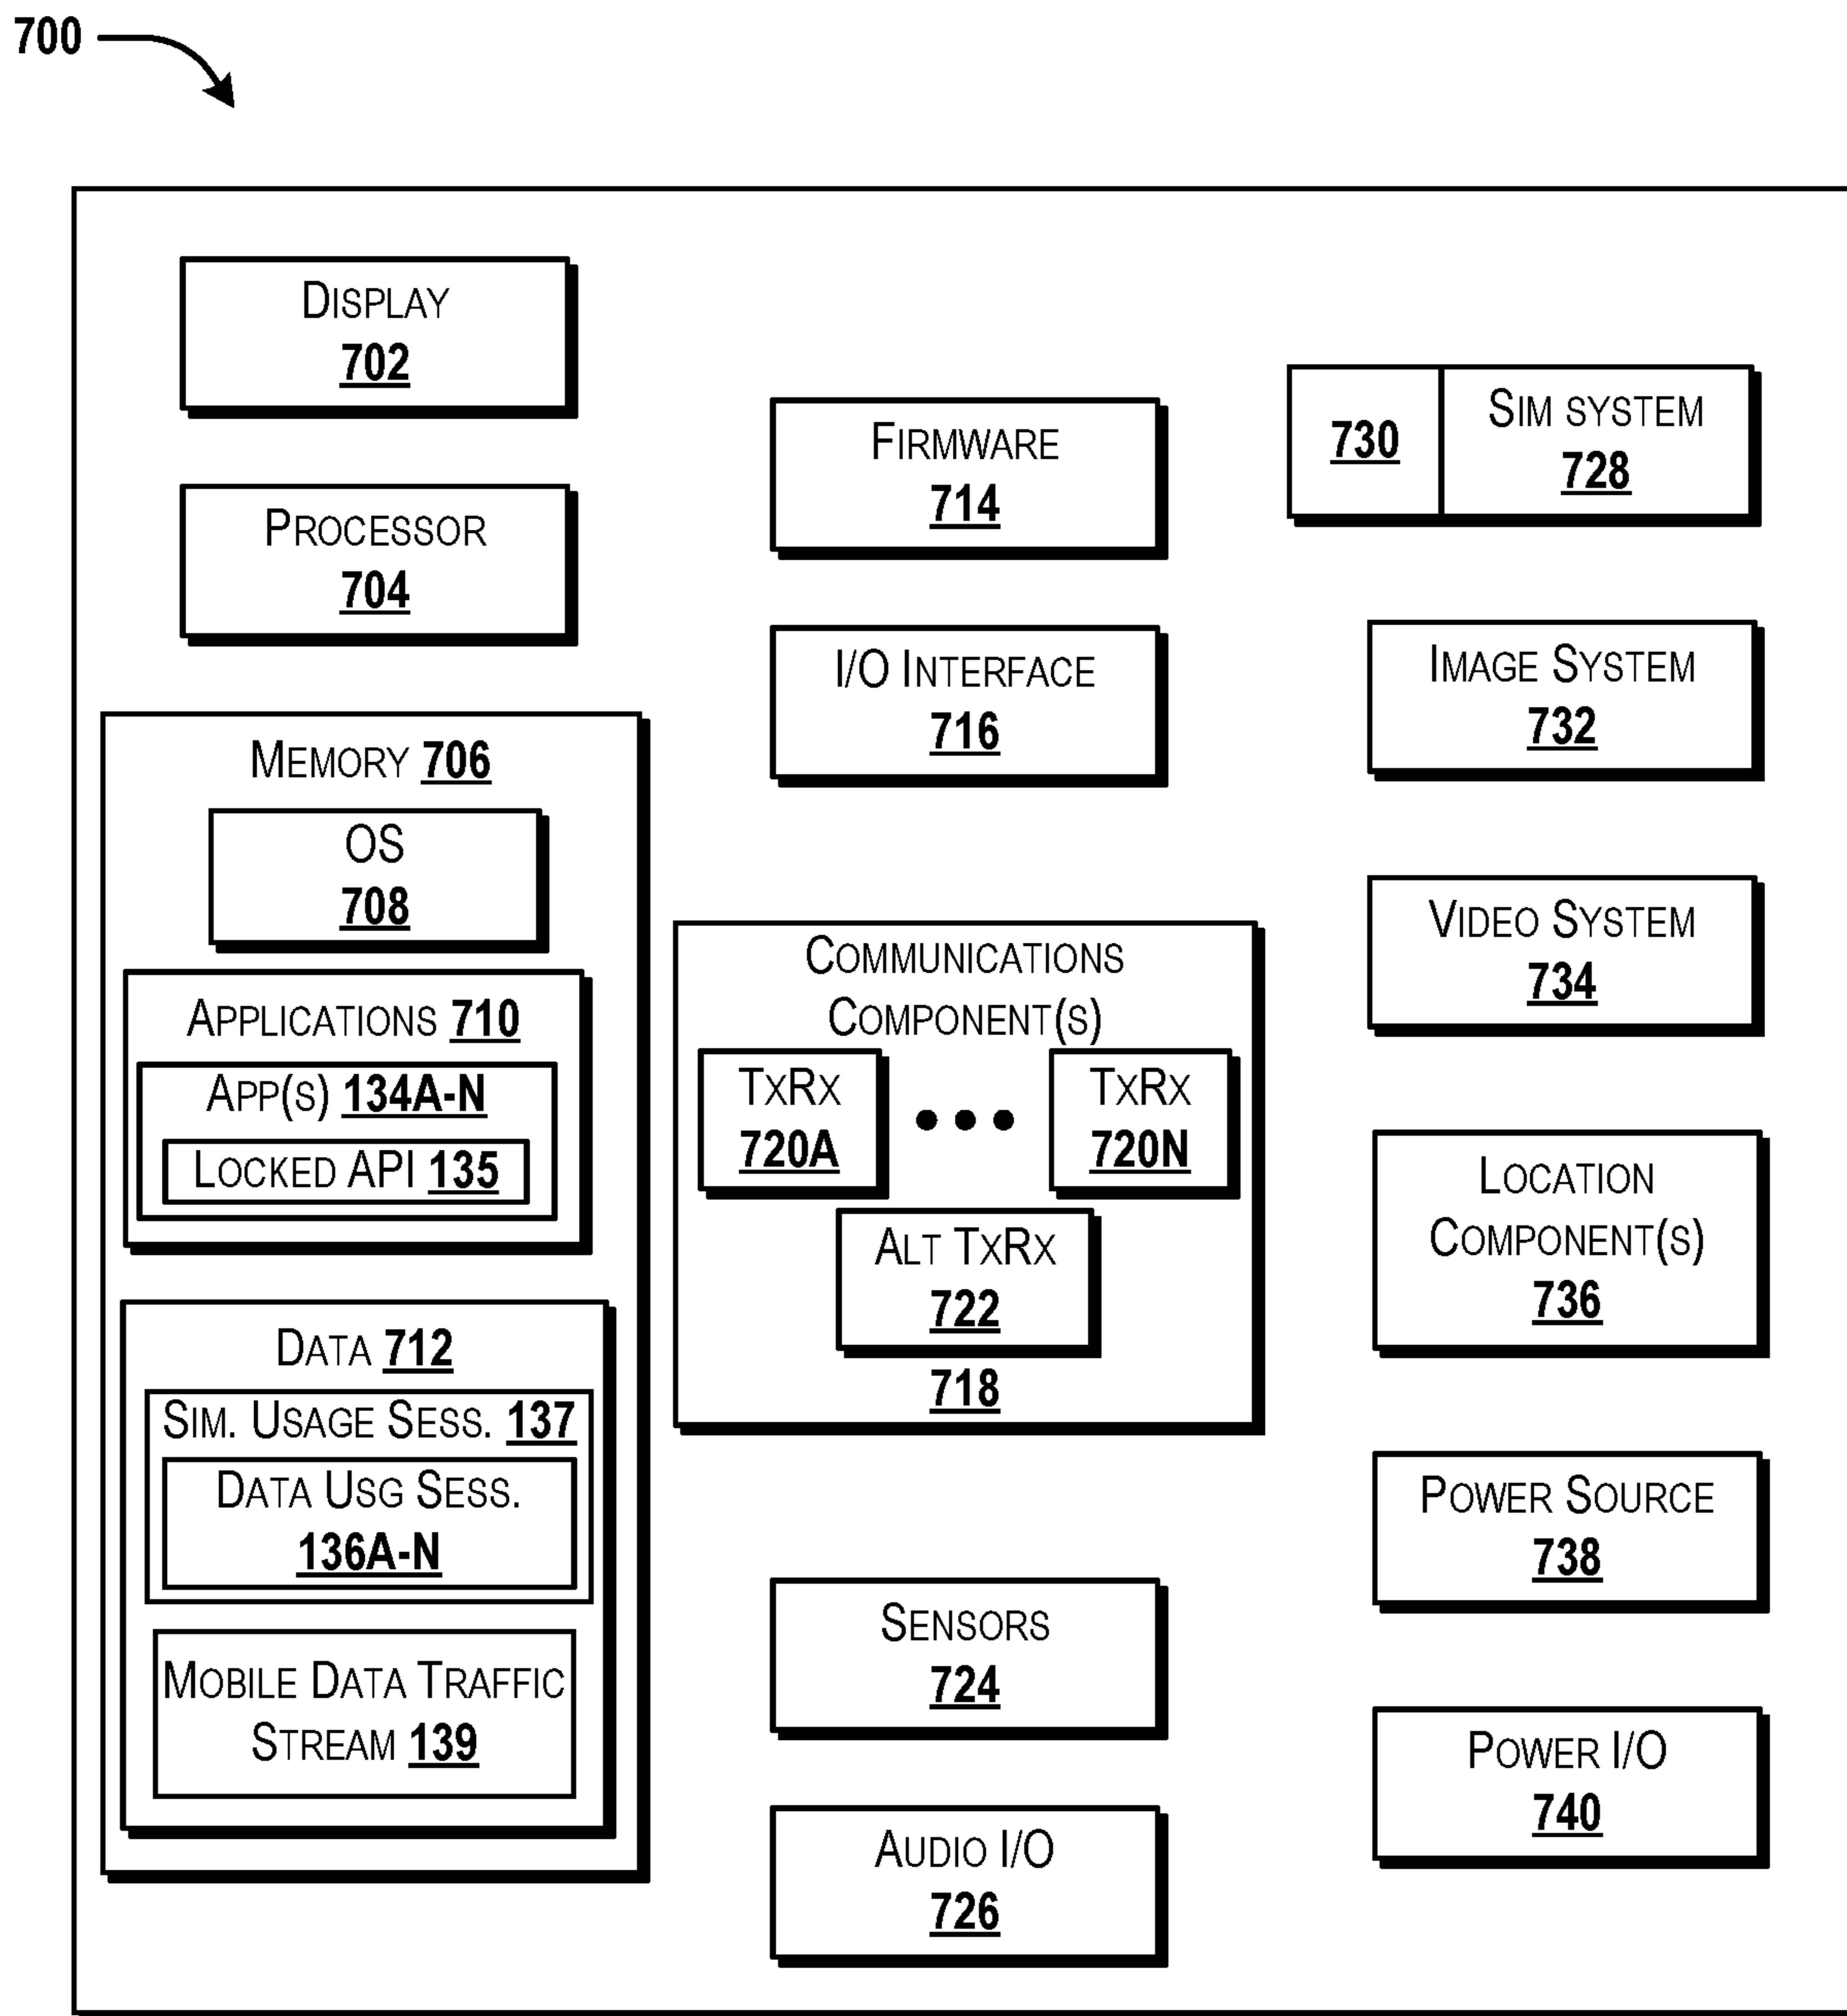 700
Display
702
Processor
704
Memory 706
OS
708
Applications 710
App(s) 134A-N
Locked API 135
Data 712
Sim. Usage Sess. 137
Data Usg Sess.
136A-N
Mobile Data Traffic
Stream 139
Firmware
714
I/O Interface
716
Communications
Component(s)
TxRx
720A
TxRx
720N
Alt TxRx
722
718
Sensors
724
Audio I/O
726
730
Sim system
728
Image System
732
Video System
734
Location
Component(s)
736
Power Source
738
Power I/O
740